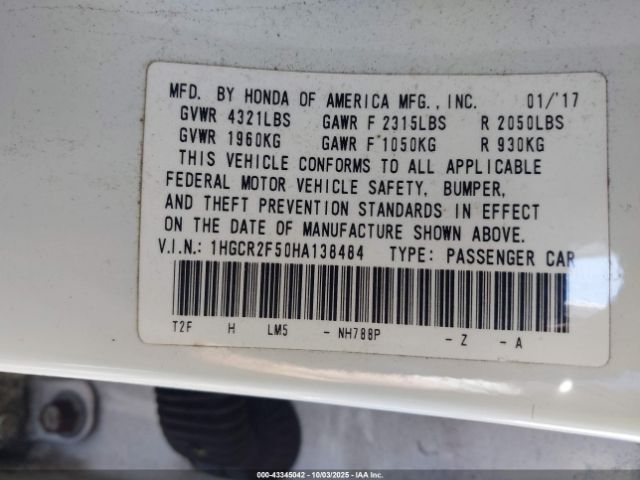 MFD. BY HONDA OF AMERICA MFG., INC. 01/'17
GVWR 4321LBS GAWR F 2315LBS R 2050LBS
GVWR 1960KG GAWR F 1050KG R 930KG
THIS VEHICLE CONFORMS TO ALL APPLICABLE
FEDERAL MOTOR VEHICLE SAFETY, BUMPER,
AND THEFT PREVENTION STANDARDS IN EFFECT
ON THE DATE OF MANUFACTURE SHOWN ABOVE.
V.I.N.: 1HGCR2F50HA138484 TYPE: PASSENGER CAR
T2F H LM5 - NH788P - Z - A
000-43345042 - 10/03/2025 - IAA Inc.